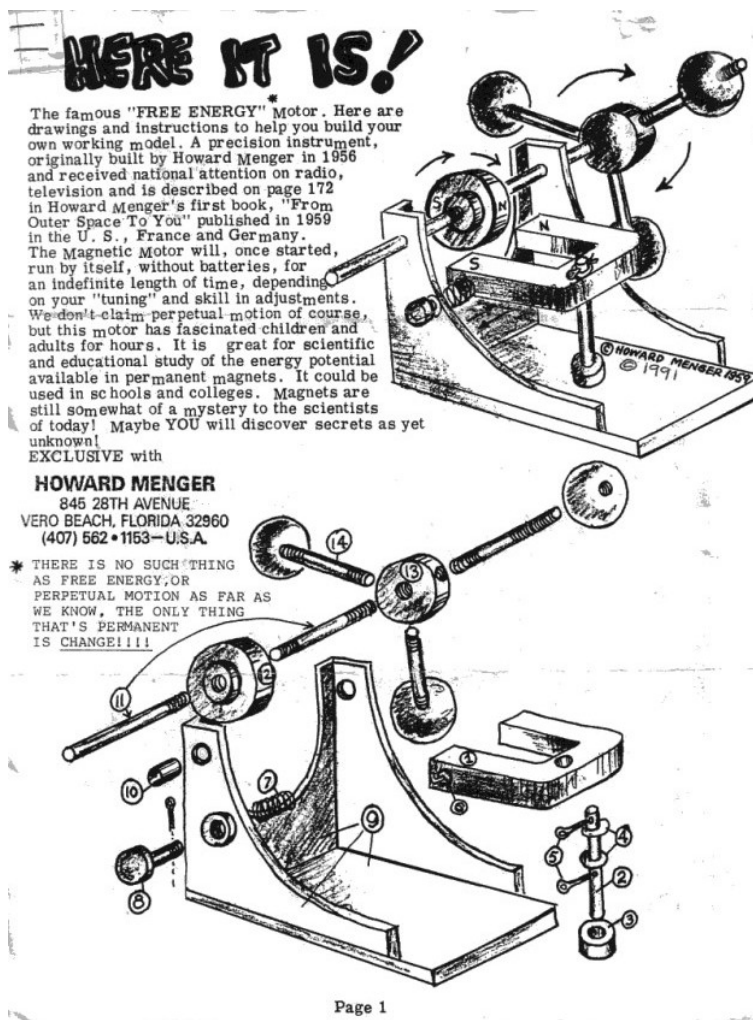 HERE IT IS!
*
The famous "FREE ENERGY" Motor. Here are
drawings and instructions to help you build your
own working model. A precision instrument,
originally built by Howard Menger in 1956
and received national attention on radio,
television and is described on page 172
in Howard Menger's first book, "From
Outer Space To You" published in 1959
in the U. S., France and Germany.
The Magnetic Motor will, once started,
run by itself, without batteries, for
an indefinite length of time, depending
on your "tuning" and skill in adjustments.
We don't claim perpetual motion of course,
but this motor has fascinated children and
adults for hours. It is great for scientific
and educational study of the energy potential
available in permanent magnets. It could be
used in schools and colleges. Magnets are
still somewhat of a mystery to the scientists
of today! Maybe YOU will discover secrets as yet
unknown!
EXCLUSIVE with
HOWARD MENGER
845 28TH AVENUE
VERO BEACH, FLORIDA 32960
(407) 562•1153—U.S.A.
* THERE IS NO SUCH THING
AS FREE ENERGY, OR
PERPETUAL MOTION AS FAR AS
WE KNOW, THE ONLY THING
THAT'S PERMANENT
IS CHANGE!!!!
S N
N
S
© HOWARD MENGER 1959
© 1991
14
13
12
11
10
7
9
8
1
5
4
2
3
Page 1